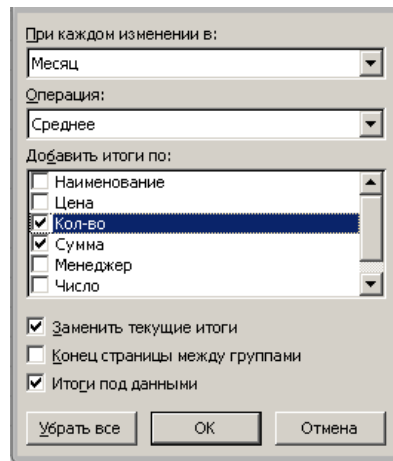 При каждом изменении в:
Месяц
Операция:
Среднее
Добавить итоги по:
Наименование
Цена
Кол-во
Сумма
Менеджер
Число
Заменить текущие итоги
Конец страницы между группами
Итоги под данными
Убрать все ОК Отмена